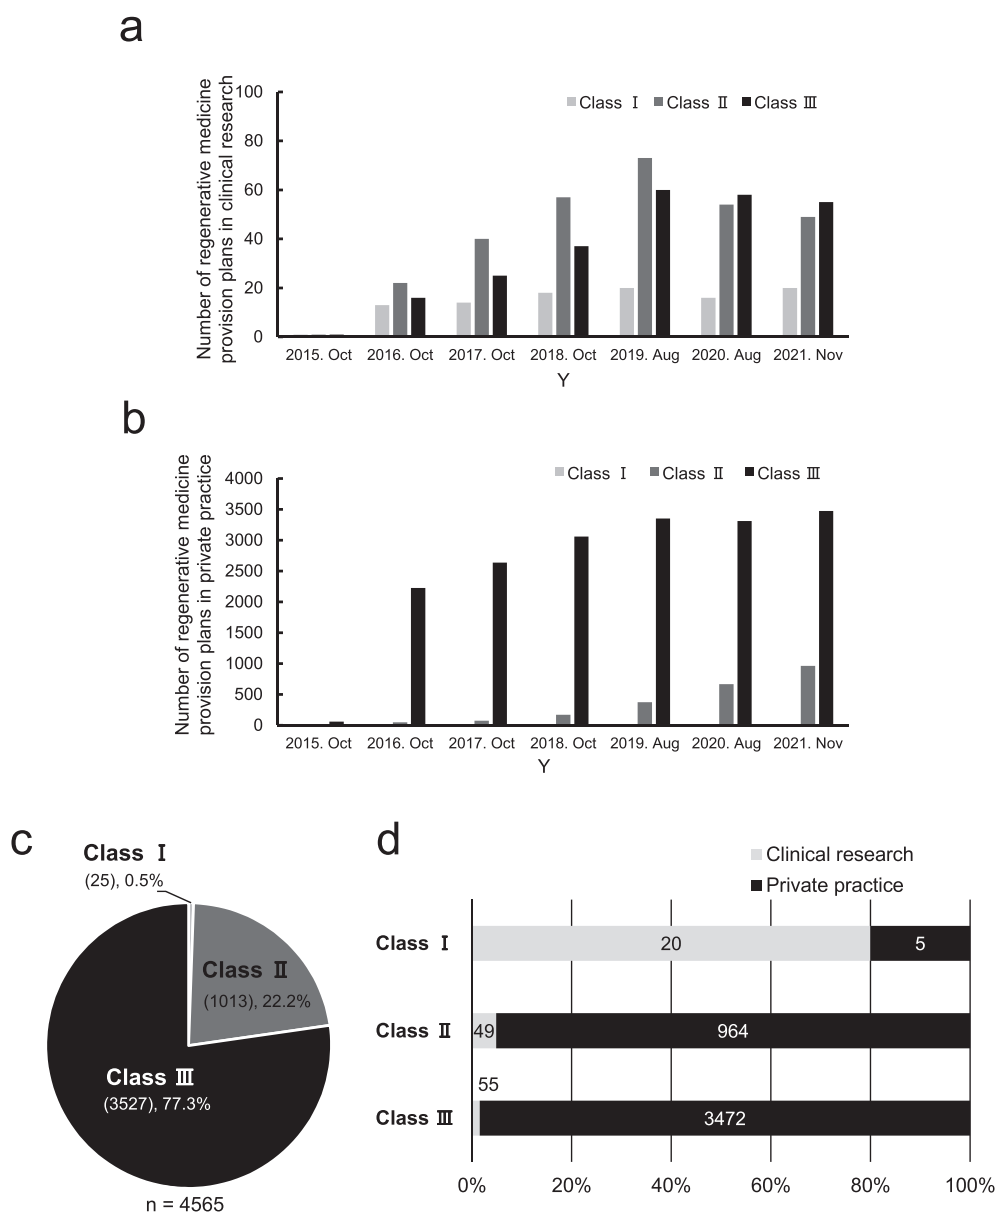 a
Number of regenerative medicine
provision plans in clinical research
100
80
60
40
20
0
Class Ⅰ
Class Ⅱ
Class Ⅲ
2015. Oct
2016. Oct
2017. Oct
2018. Oct
2019. Aug
2020. Aug
2021. Nov
Y
b
Number of regenerative medicine
provision plans in private practice
4000
3500
3000
2500
2000
1500
1000
500
0
Class Ⅰ
Class Ⅱ
Class Ⅲ
2015. Oct
2016. Oct
2017. Oct
2018. Oct
2019. Aug
2020. Aug
2021. Nov
Y
c
Class Ⅰ
(25), 0.5%
Class Ⅱ
(1013), 22.2%
Class Ⅲ
(3527), 77.3%
n = 4565
d
Clinical research
Private practice
Class Ⅰ
20
5
Class Ⅱ
49
964
55
Class Ⅲ
3472
0%
20%
40%
60%
80%
100%